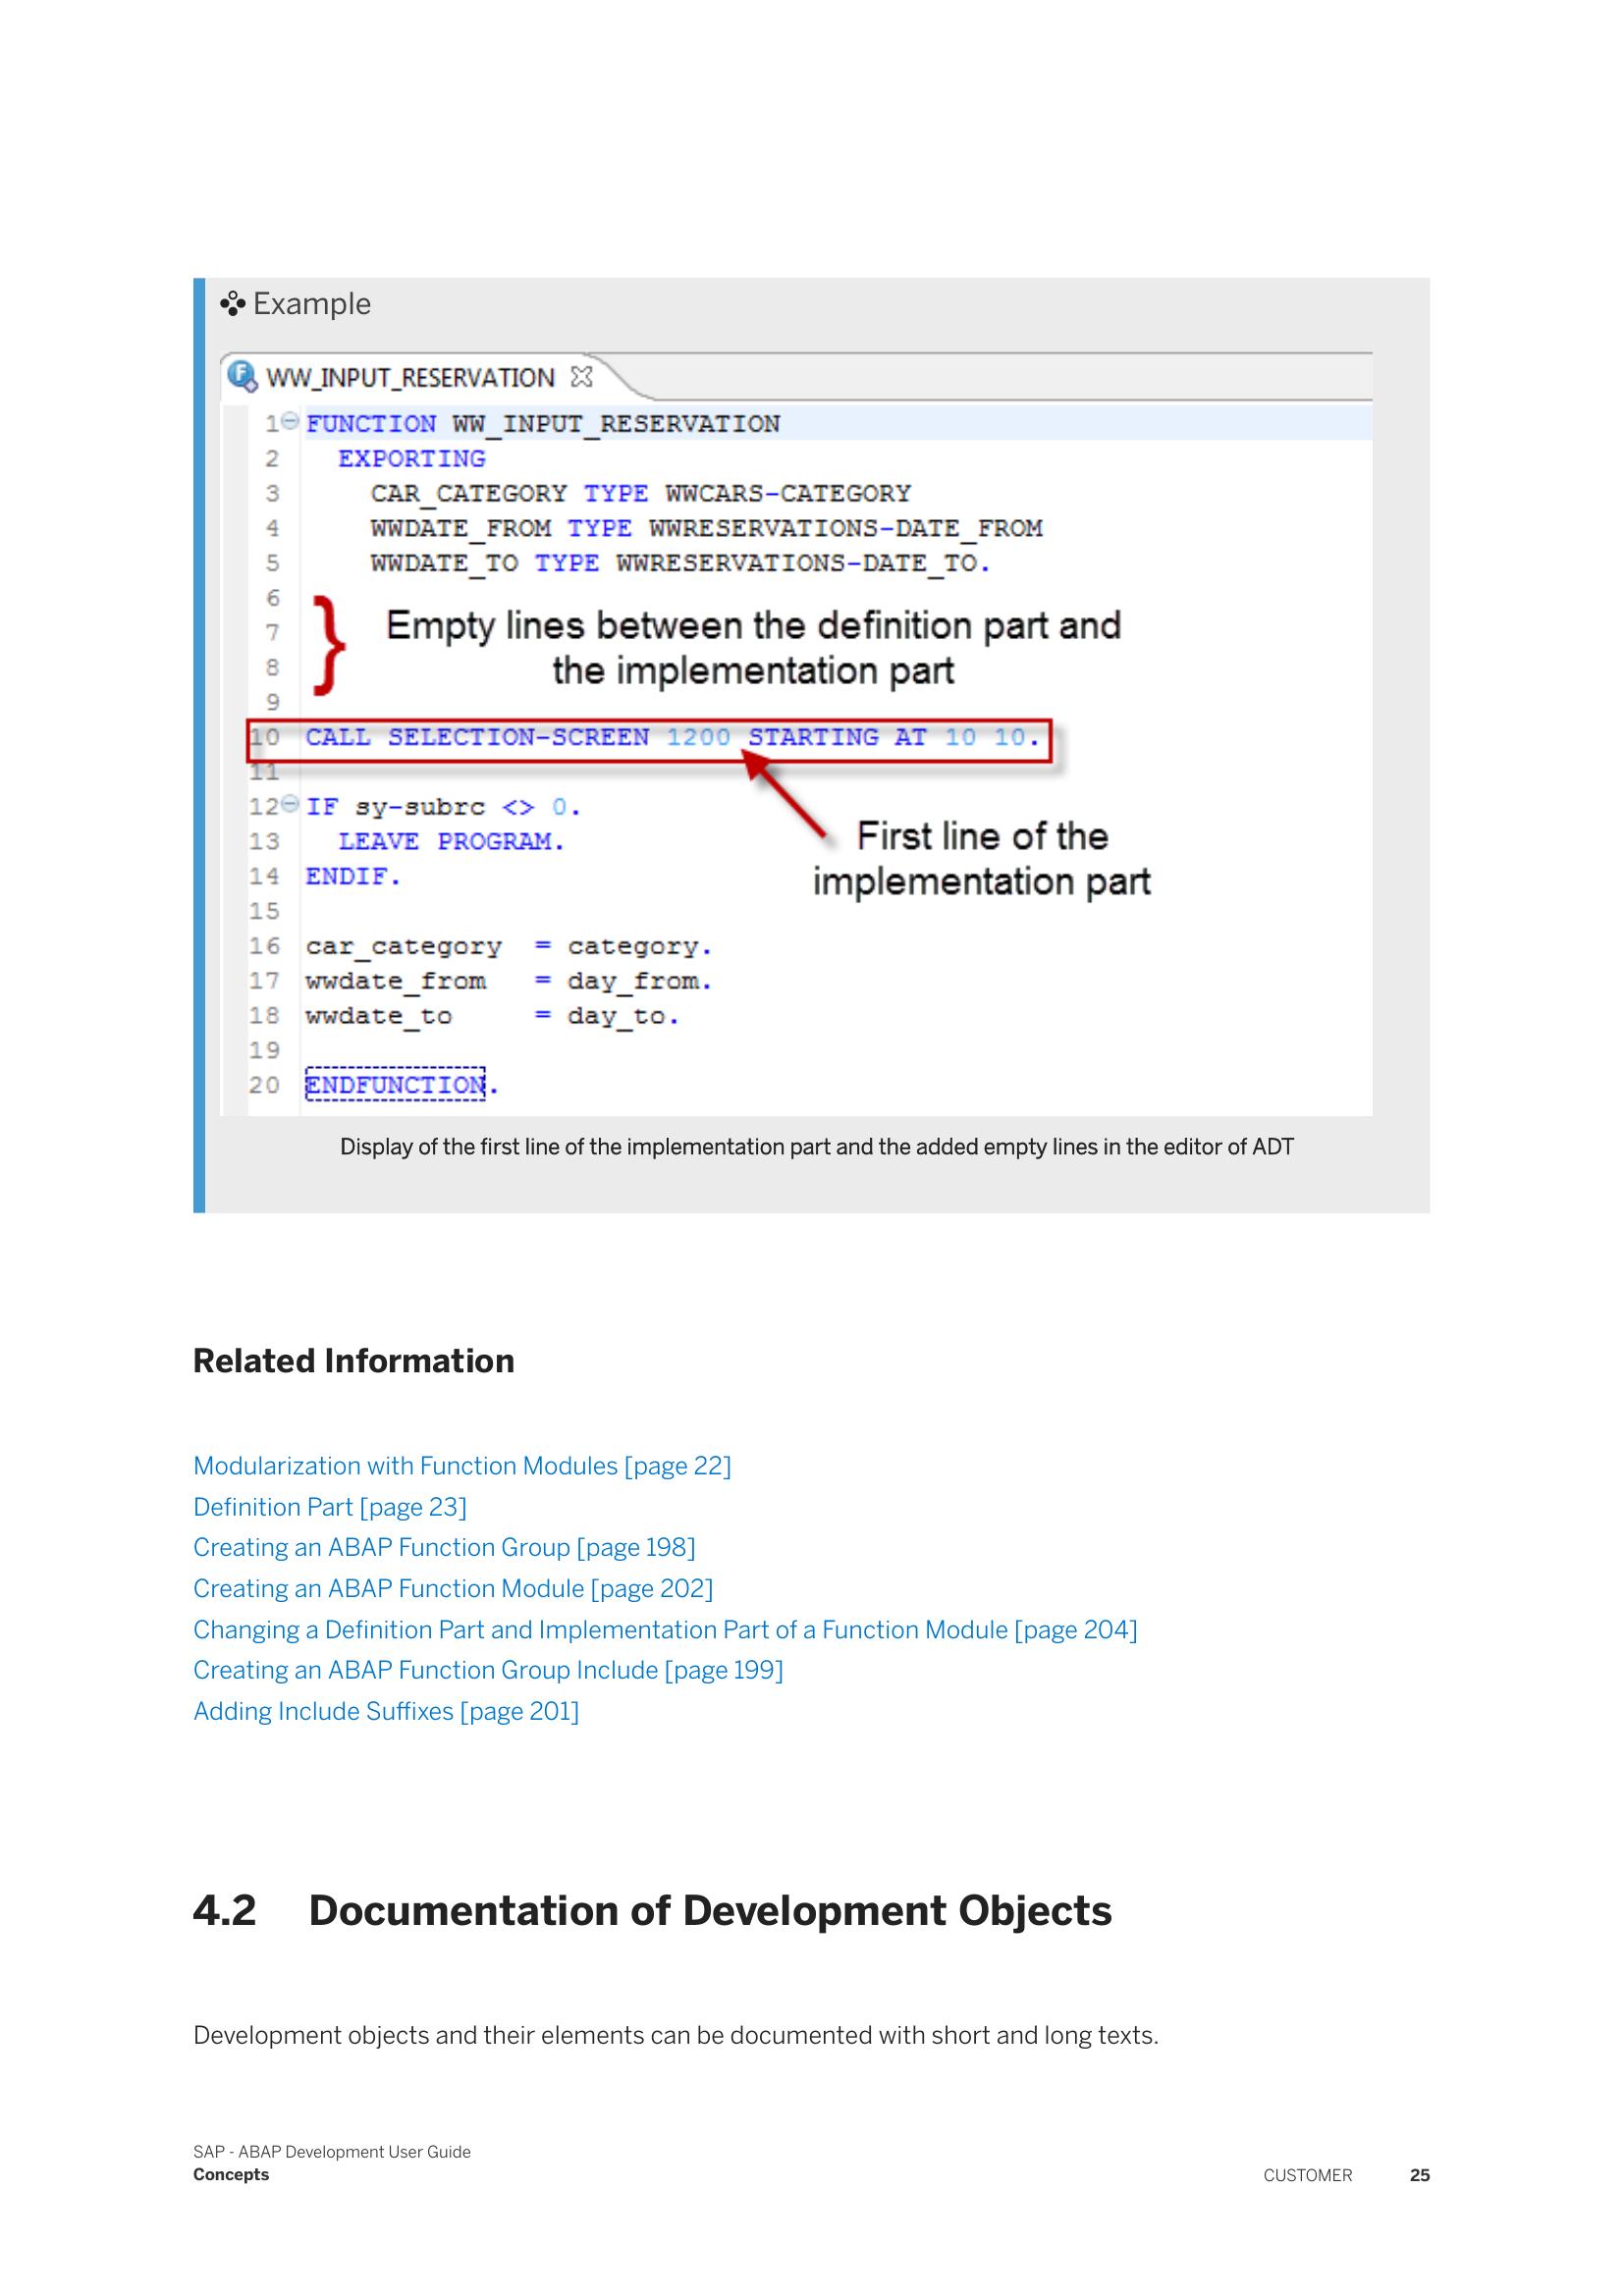 Example
WW_INPUT_RESERVATION
1 FUNCTION WW_INPUT_RESERVATION
2 EXPORTING
3 CAR_CATEGORY TYPE WWCARS-CATEGORY
4 WWDATE_FROM TYPE WWRESERVATIONS-DATE_FROM
5 WWDATE_TO TYPE WWRESERVATIONS-DATE_TO.
6
7 Empty lines between the definition part and
8 the implementation part
9
10 CALL SELECTION-SCREEN 1200 STARTING AT 10 10.
11
12 IF sy-subrc <> 0.
13 LEAVE PROGRAM.
First line of the
14 ENDIF.
implementation part
15
16 car_category = category.
17 wwdate_from = day_from.
18 wwdate_to = day_to.
19
20 ENDFUNCTION.
Display of the first line of the implementation part and the added empty lines in the editor of ADT
Related Information
Modularization with Function Modules [page 22]
Definition Part [page 23]
Creating an ABAP Function Group [page 198]
Creating an ABAP Function Module [page 202]
Changing a Definition Part and Implementation Part of a Function Module [page 204]
Creating an ABAP Function Group Include [page 199]
Adding Include Suffixes [page 201]
4.2 Documentation of Development Objects
Development objects and their elements can be documented with short and long texts.
SAP - ABAP Development User Guide
Concepts
CUSTOMER 25